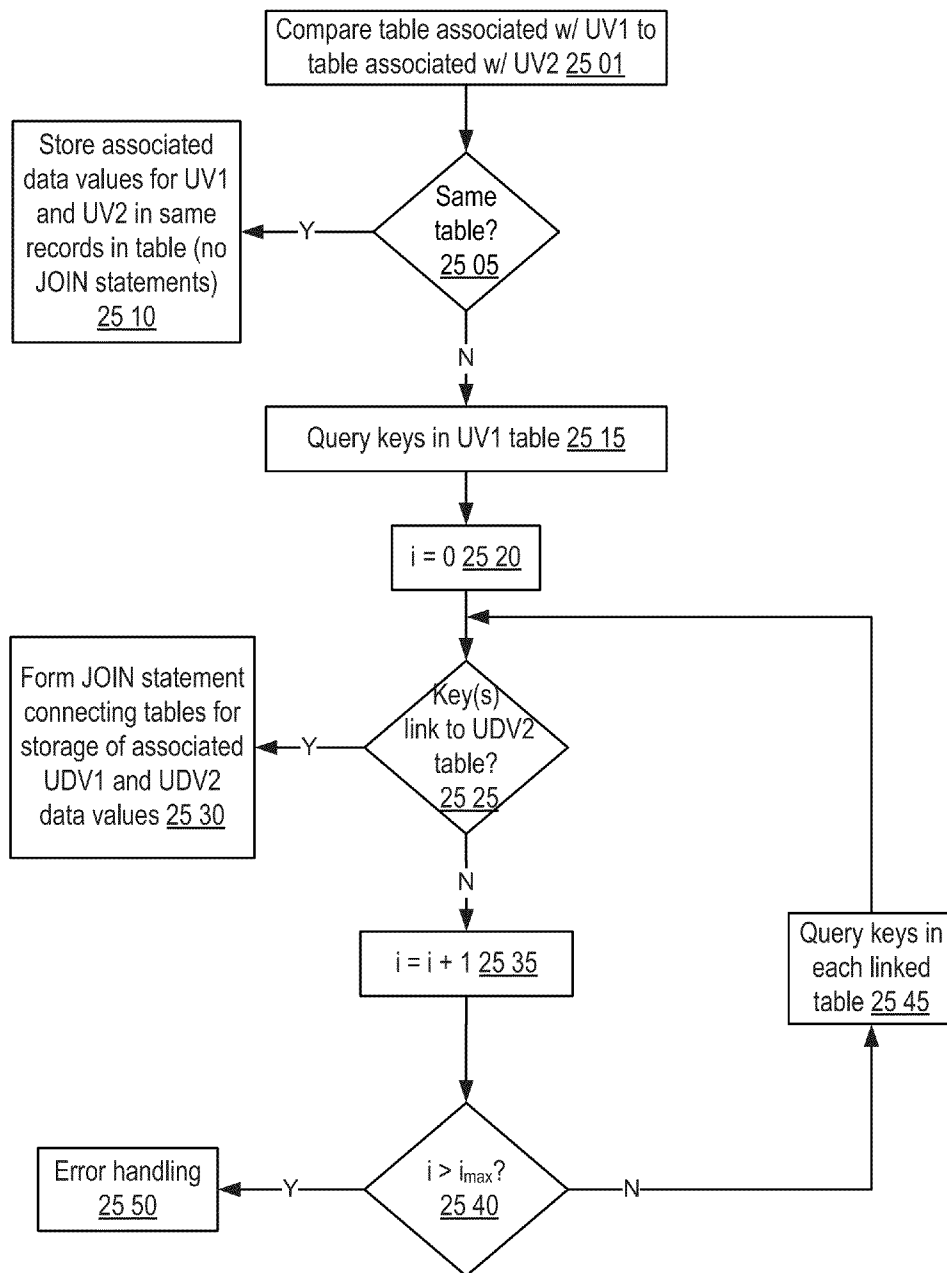 Compare table associated w/ UV1 to
table associated w/ UV2 25 01
Store associated
data values for UV1
and UV2 in same
records in table (no
JOIN statements)
25 10
Y
Same
table?
25 05
N
Query keys in UV1 table 25 15
i = 0 25 20
Form JOIN statement
connecting tables for
storage of associated
UDV1 and UDV2
data values 25 30
Y
Key(s)
link to UDV2
table?
25 25
N
i = i + 1 25 35
Query keys in
each linked
table 25 45
Error handling
25 50
Y
i > imax?
25 40
N